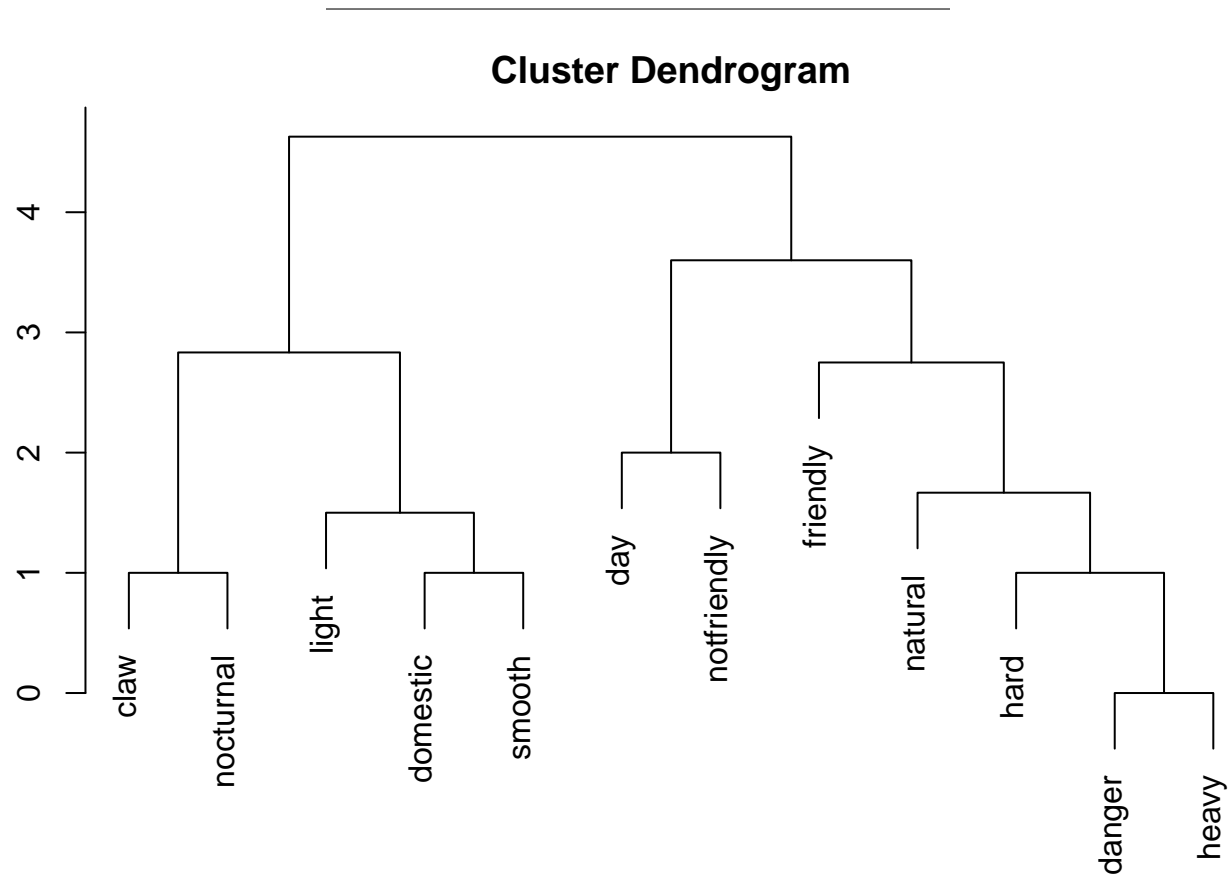 Cluster Dendrogram
4
3
2
1
0
claw
nocturnal
light
domestic
smooth
day
notfriendly
friendly
natural
hard
danger
heavy